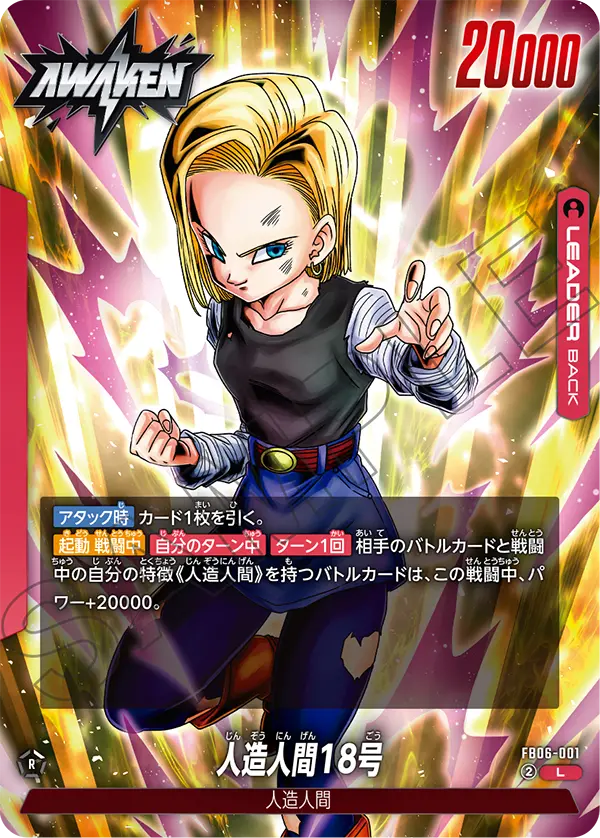 AWAKEN
20000
LEADER BACK
アタック時 カード1枚を引く。
起動 戦闘中 自分のターン中 ターン1回 相手のバトルカードと戦闘
中の自分の特徴《人造人間》を持つバトルカードは、この戦闘中、パ
ワー+20000。
SAMPLE
人造人間18号
FB06-001
R
② L
人造人間